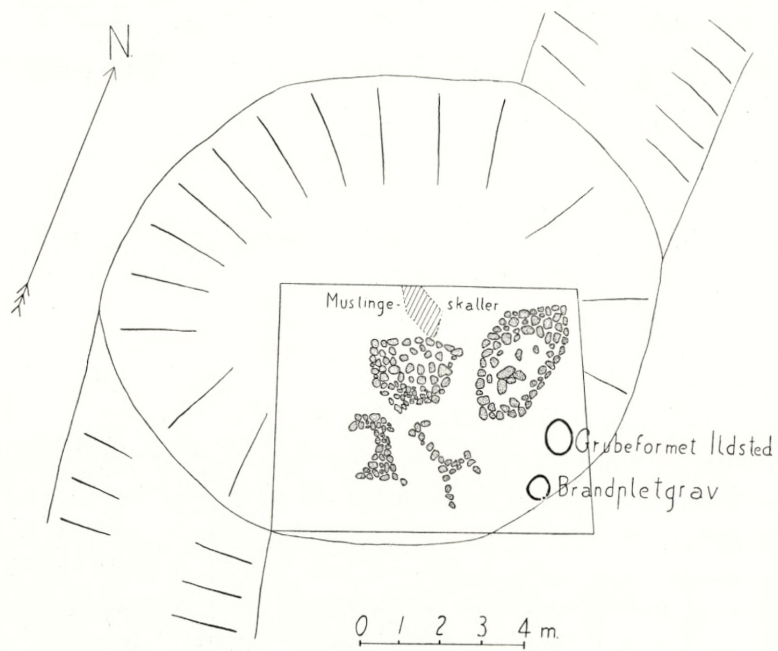 N.
Muslinge- skaller
Grubeformet Ildsted
Brandpletgrav
0 1 2 3 4 m.